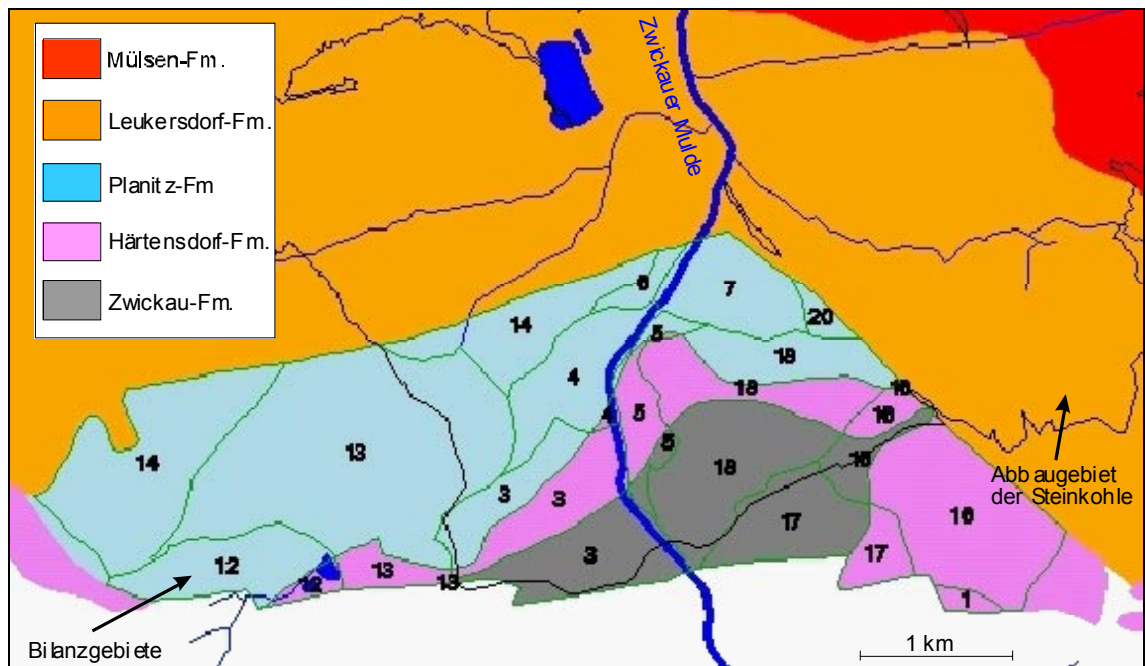 Mülsen-Fm.
Leukersdorf-Fm.
Planitz-Fm
Härtensdorf-Fm.
Zwickau-Fm.
Zwickauer Mulde
6
7
14
20
5
18
4
18
16
4
5
16
14
13
5
16
3
3
18
16
17
3
17
12
12
13
13
1
Abbaugebiet
der Steinkohle
Bilanzgebiete
1 km